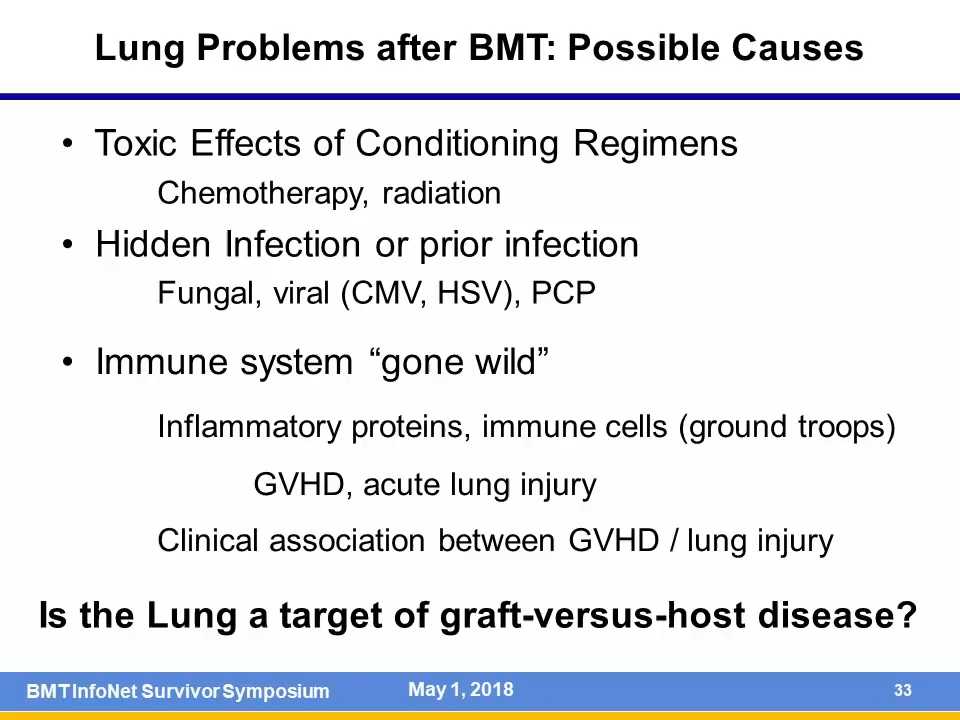 Lung Problems after BMT: Possible Causes
• Toxic Effects of Conditioning Regimens
Chemotherapy, radiation
• Hidden Infection or prior infection
Fungal, viral (CMV, HSV), PCP
• Immune system “gone wild”
Inflammatory proteins, immune cells (ground troops)
GVHD, acute lung injury
Clinical association between GVHD / lung injury
Is the Lung a target of graft-versus-host disease?
BMT InfoNet Survivor Symposium May 1, 2018 33